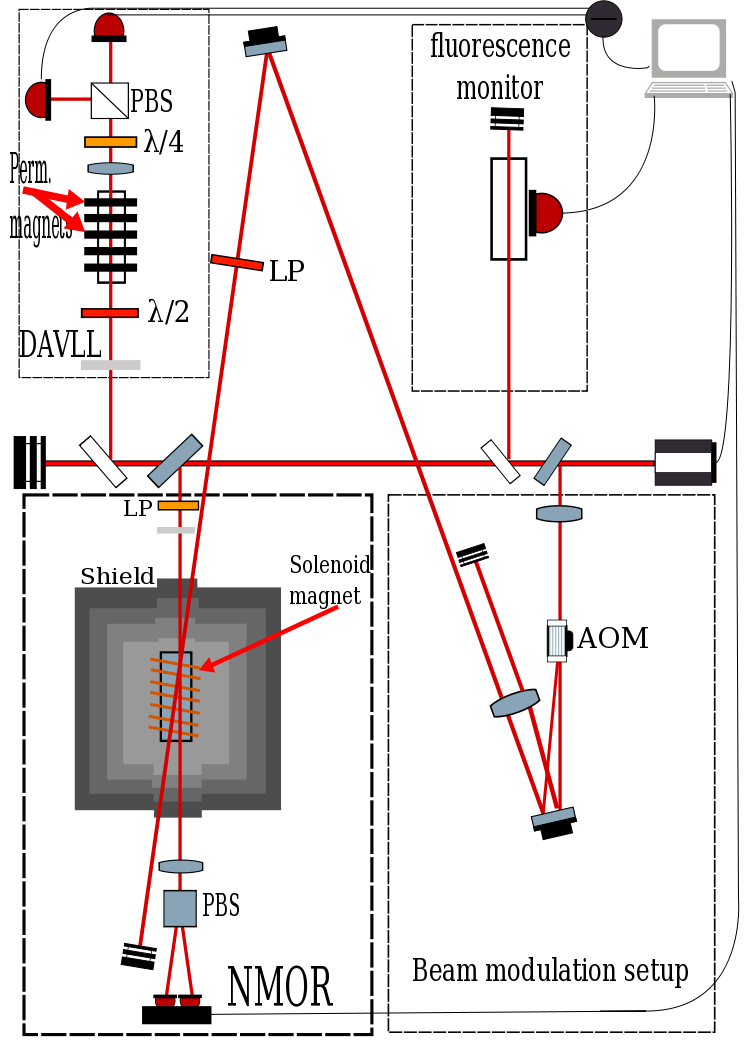 fluorescence
monitor
PBS
λ/4
Perm.
magnets
LP
λ/2
DAVLL
LP
Shield
Solenoid
magnet
AOM
PBS
NMOR
Beam modulation setup